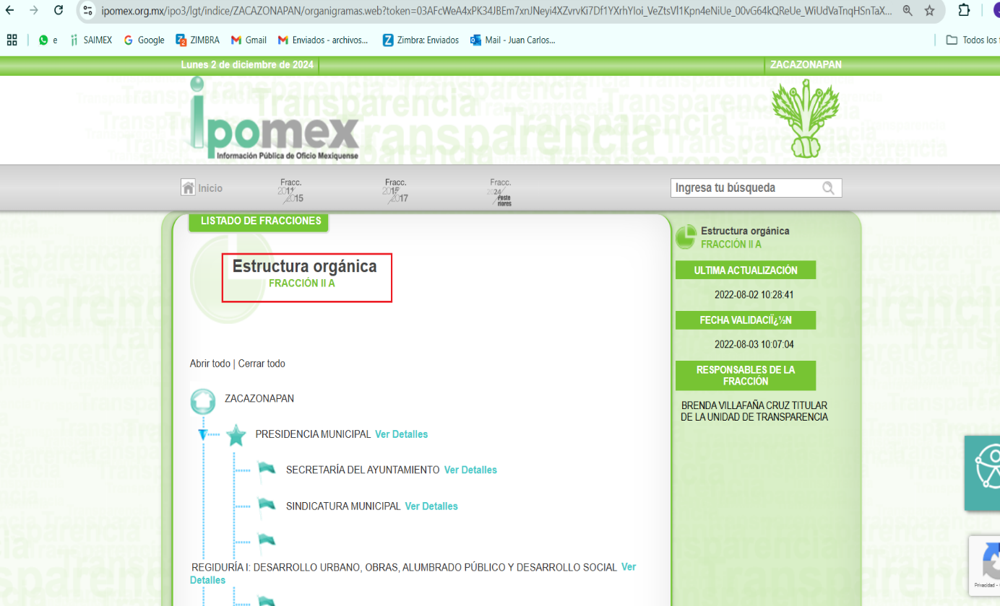 ipomex.org.mx/ipo3/lgt/indice/ZACAZONAPAN/organigramas.web?token=03AFcWeA4xPK34JBEm7xnJNeyi4XZvrvKi7Df1YXrhYIoi_VeZtsVl1Kpn4eNiUe_00vG64kQReUe_WiUdVaTnqHSnTaX...
e SAIMEX Google ZIMBRA Gmail Enviados - archivos... Zimbra: Enviados Mail - Juan Carlos... Todos los
Lunes 2 de diciembre de 2024 ZACAZONAPAN
ipomex
Información Pública de Oficio Mexiquense
Transparencia
Inicio
Fracc.
2015
Fracc.
2017
Fracc.
2024/
Poste
riores
Ingresa tu búsqueda
LISTADO DE FRACCIONES
Estructura orgánica
FRACCIÓN II A
Abrir todo | Cerrar todo
ZACAZONAPAN
PRESIDENCIA MUNICIPAL Ver Detalles
SECRETARÍA DEL AYUNTAMIENTO Ver Detalles
SINDICATURA MUNICIPAL Ver Detalles
REGIDURÍA I: DESARROLLO URBANO, OBRAS, ALUMBRADO PÚBLICO Y DESARROLLO SOCIAL Ver
Detalles
Estructura orgánica
FRACCIÓN II A
ULTIMA ACTUALIZACIÓN
2022-08-02 10:28:41
FECHA VALIDACIÏ¿½N
2022-08-03 10:07:04
RESPONSABLES DE LA
FRACCIÓN
BRENDA VILLAFAÑA CRUZ TITULAR
DE LA UNIDAD DE TRANSPARENCIA
Privacidad -